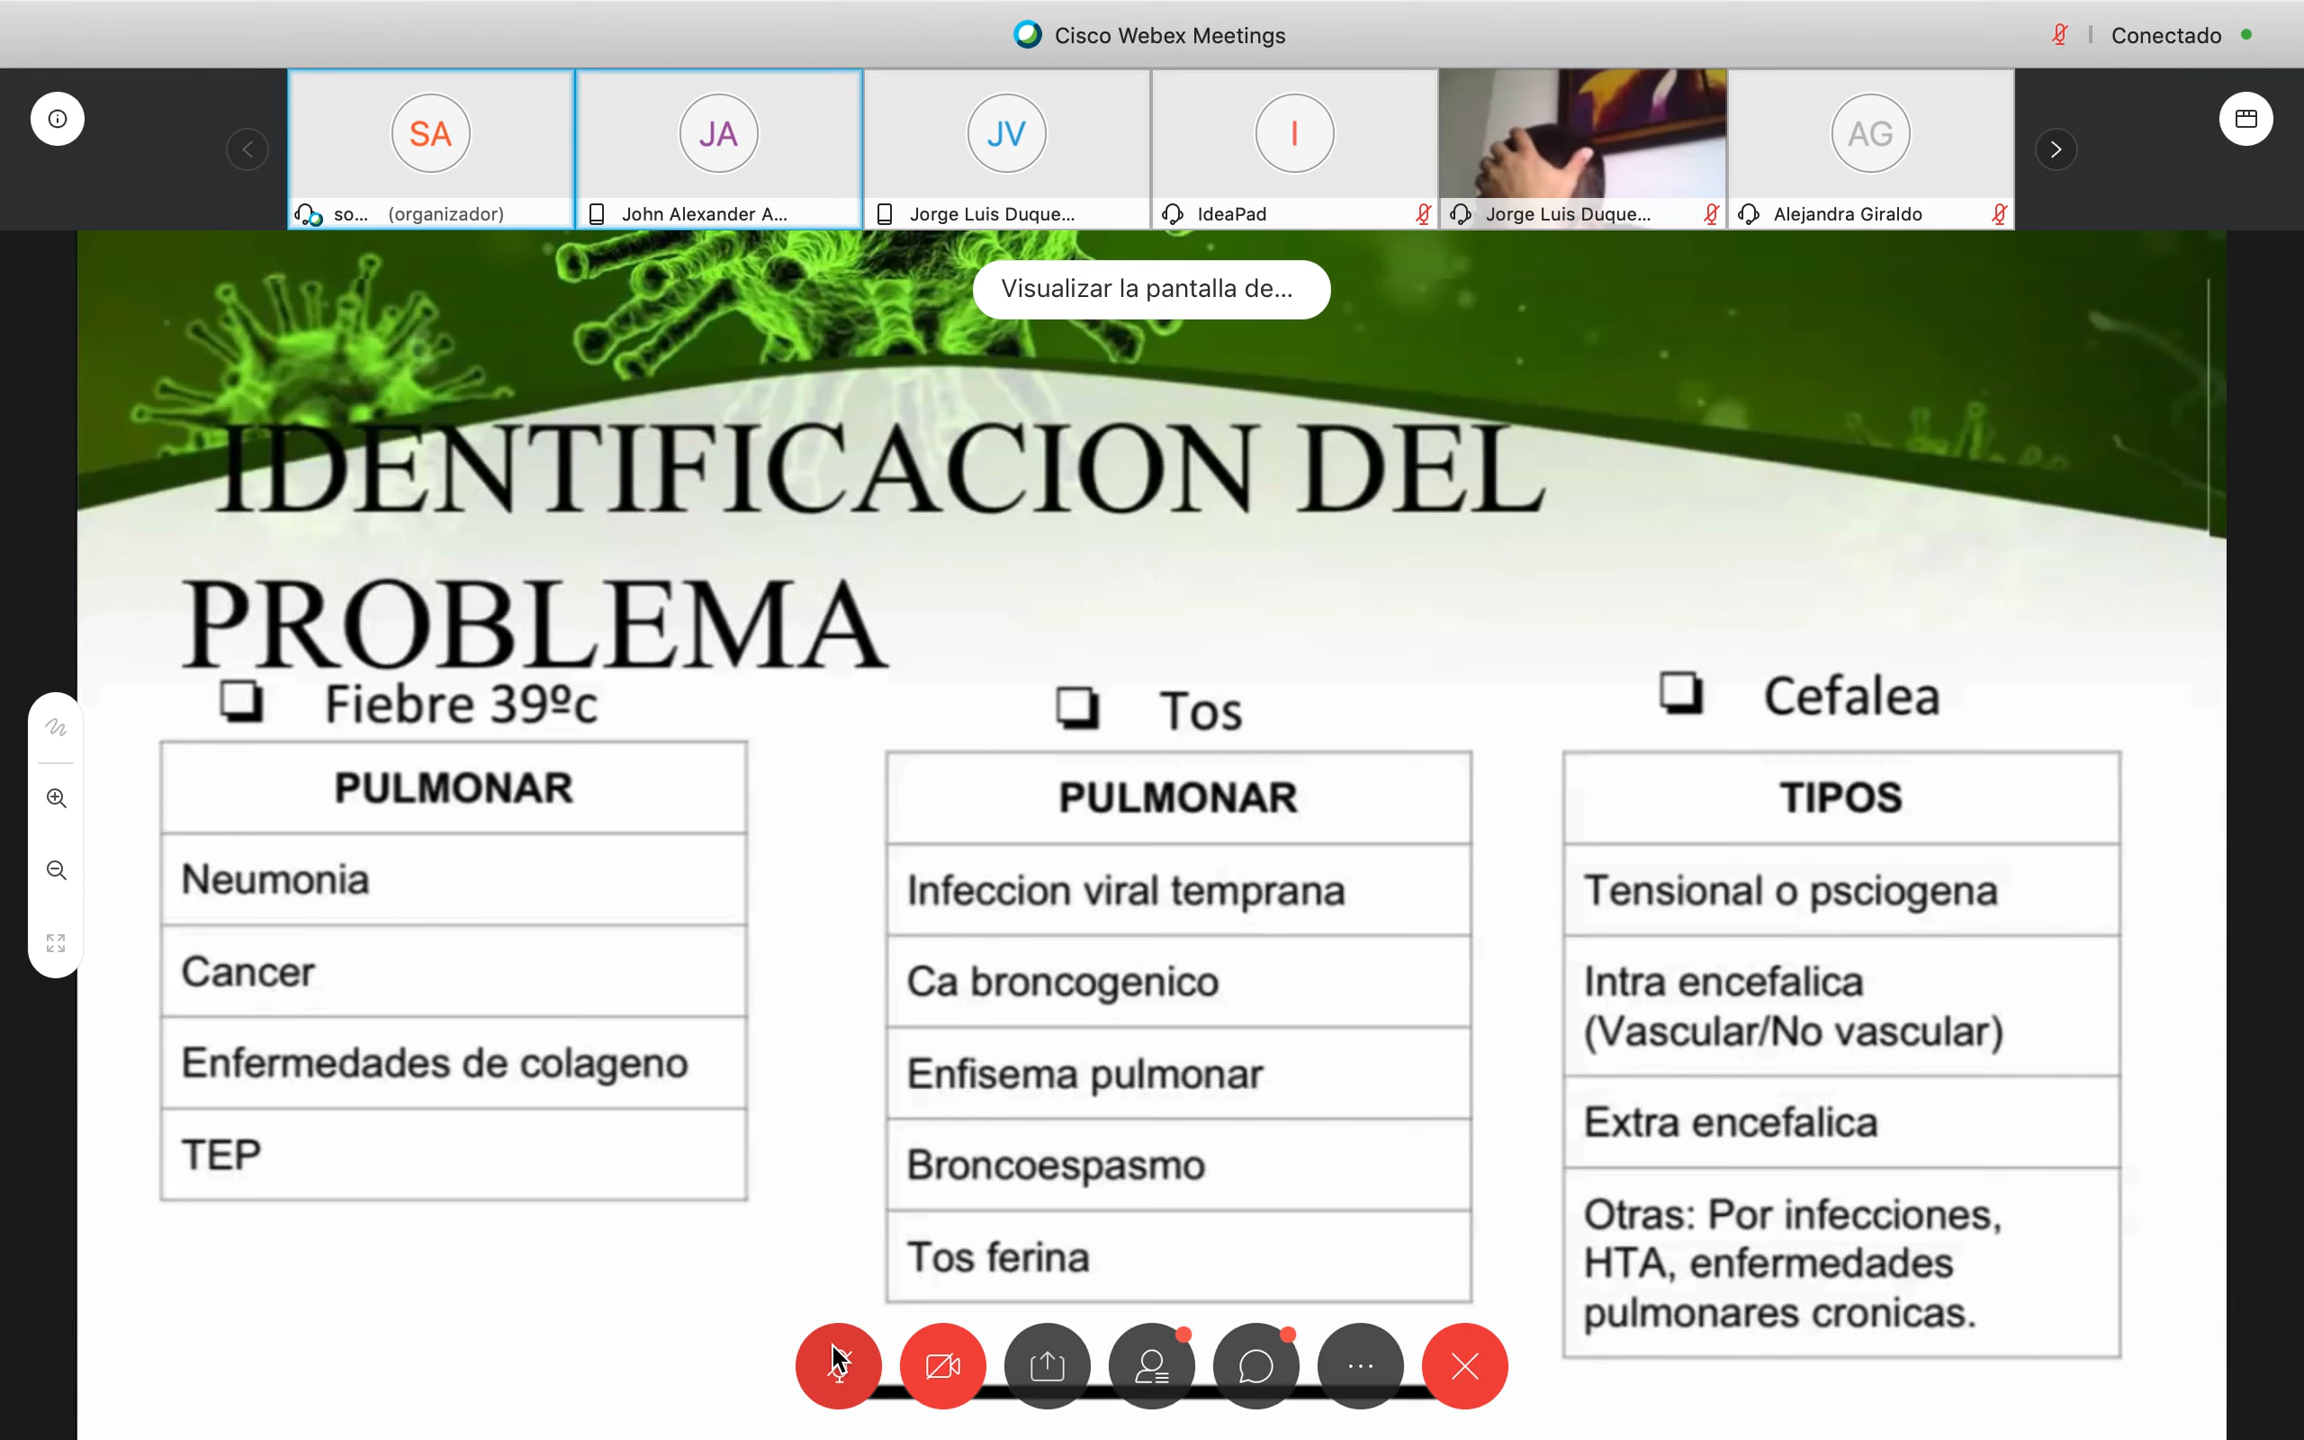 Cisco Webex Meetings
Conectado
SA
JA
JV
I
AG
so... (organizador)
John Alexander A...
Jorge Luis Duque...
IdeaPad
Jorge Luis Duque...
Alejandra Giraldo
Visualizar la pantalla de...
IDENTIFICACION DEL
PROBLEMA
Fiebre 39ºc
PULMONAR
Neumonia
Cancer
Enfermedades de colageno
TEP
Tos
PULMONAR
Infeccion viral temprana
Ca broncogenico
Enfisema pulmonar
Broncoespasmo
Tos ferina
Cefalea
TIPOS
Tensional o psciogena
Intra encefalica
(Vascular/No vascular)
Extra encefalica
Otras: Por infecciones,
HTA, enfermedades
pulmonares cronicas.